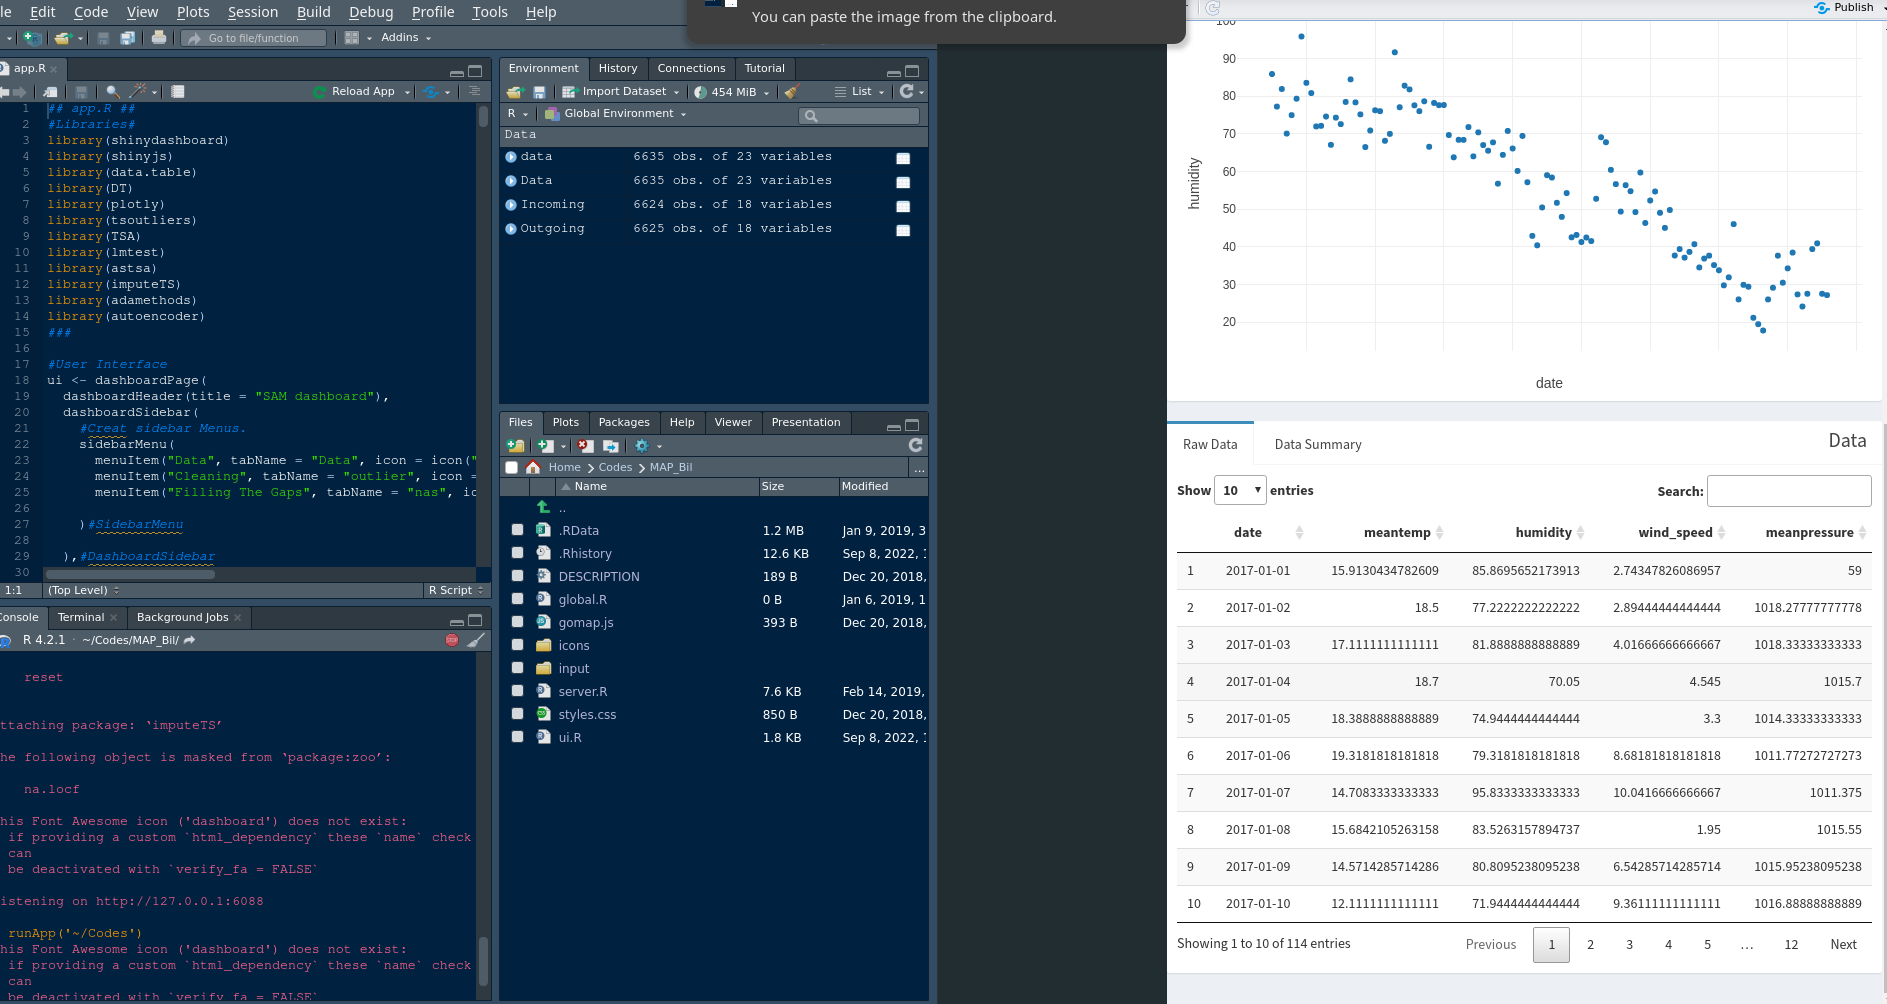 le Edit Code View Plots Session Build Debug Profile Tools Help
Go to file/function Addins
app.R
Reload App
1 ## app.R ##
2 #Libraries#
3 library(shinydashboard)
4 library(shinyjs)
5 library(data.table)
6 library(DT)
7 library(plotly)
8 library(tsoutliers)
9 library(TSA)
10 library(lmtest)
11 library(astsa)
12 library(imputeTS)
13 library(adamethods)
14 library(autoencoder)
15 ###
16
17 #User Interface
18 ui <- dashboardPage(
19 dashboardHeader(title = "SAM dashboard"),
20 dashboardSidebar(
21 #Creat sidebar Menus.
22 sidebarMenu(
23 menuItem("Data", tabName = "Data", icon = icon("
24 menuItem("Cleaning", tabName = "outlier", icon =
25 menuItem("Filling The Gaps", tabName = "nas", ic
26
27 )#SidebarMenu
28
29 ),#DashboardSidebar
30
1:1 (Top Level) R Script
Console Terminal Background Jobs
R 4.2.1 · ~/Codes/MAP_Bil/
reset
ttaching package: ‘imputeTS’
he following object is masked from ‘package:zoo’:
na.locf
his Font Awesome icon ('dashboard') does not exist:
if providing a custom `html_dependency` these `name` check
can
be deactivated with `verify_fa = FALSE`
istening on http://127.0.0.1:6088
runApp('~/Codes')
his Font Awesome icon ('dashboard') does not exist:
if providing a custom `html_dependency` these `name` check
can
be deactivated with `verify_fa = FALSE`
Environment History Connections Tutorial
Import Dataset 454 MiB List
R Global Environment
Data
data 6635 obs. of 23 variables
Data 6635 obs. of 23 variables
Incoming 6624 obs. of 18 variables
Outgoing 6625 obs. of 18 variables
Files Plots Packages Help Viewer Presentation
Home Codes MAP_Bil ...
Name Size Modified
..
.RData 1.2 MB Jan 9, 2019, 3
.Rhistory 12.6 KB Sep 8, 2022, 1
DESCRIPTION 189 B Dec 20, 2018,
global.R 0 B Jan 6, 2019, 1
gomap.js 393 B Dec 20, 2018,
icons
input
server.R 7.6 KB Feb 14, 2019,
styles.css 850 B Dec 20, 2018,
ui.R 1.8 KB Sep 8, 2022, 1
You can paste the image from the clipboard.
Publish
100
90
80
70
60
50
40
30
20
humidity
date
Raw Data Data Summary Data
Show 10 entries Search:
date meantemp humidity wind_speed meanpressure
1 2017-01-01 15.9130434782609 85.8695652173913 2.74347826086957 59
2 2017-01-02 18.5 77.2222222222222 2.89444444444444 1018.27777777778
3 2017-01-03 17.1111111111111 81.8888888888889 4.01666666666667 1018.33333333333
4 2017-01-04 18.7 70.05 4.545 1015.7
5 2017-01-05 18.3888888888889 74.9444444444444 3.3 1014.33333333333
6 2017-01-06 19.3181818181818 79.3181818181818 8.68181818181818 1011.77272727273
7 2017-01-07 14.7083333333333 95.8333333333333 10.0416666666667 1011.375
8 2017-01-08 15.6842105263158 83.5263157894737 1.95 1015.55
9 2017-01-09 14.5714285714286 80.8095238095238 6.54285714285714 1015.95238095238
10 2017-01-10 12.1111111111111 71.9444444444444 9.36111111111111 1016.88888888889
Showing 1 to 10 of 114 entries Previous 1 2 3 4 5 … 12 Next